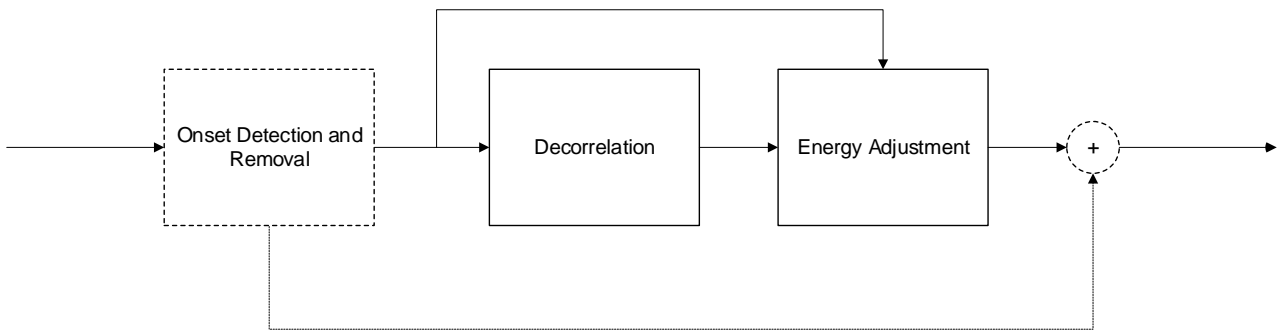 Onset Detection and
Removal
Decorrelation
Energy Adjustment
+